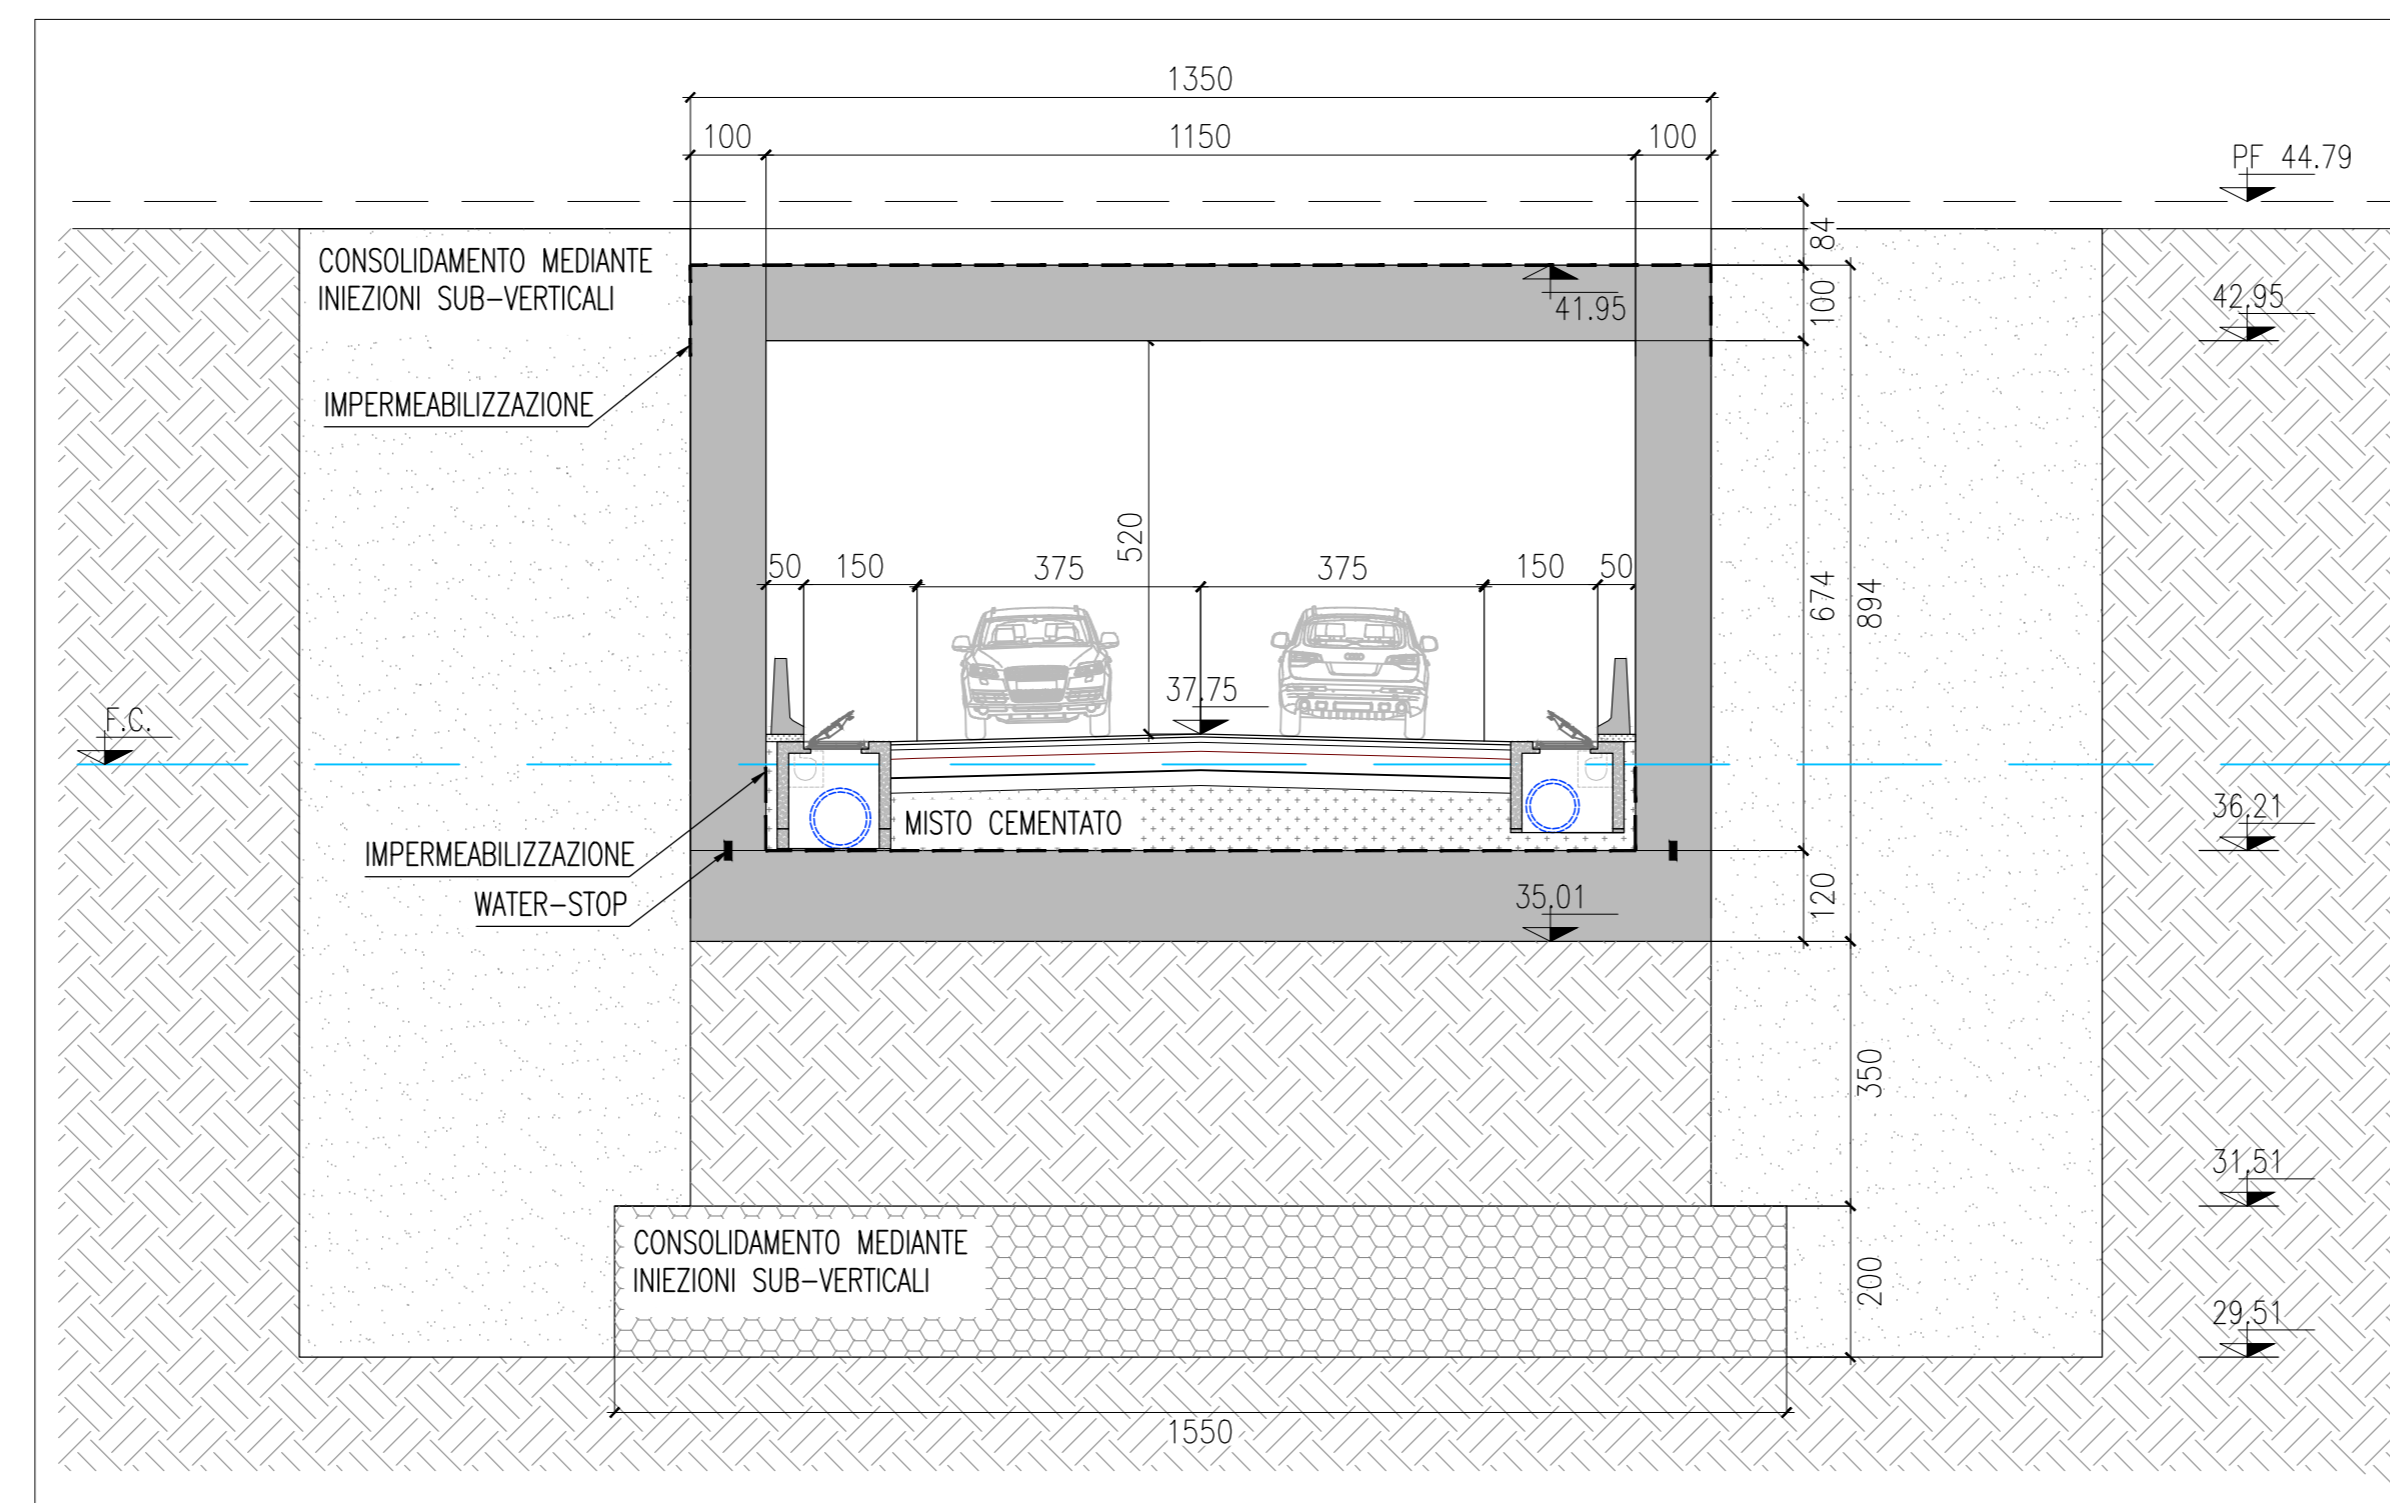 1350
100
1150
100
PF 44.79
84
CONSOLIDAMENTO MEDIANTE
INIEZIONI SUB-VERTICALI
41.95
100
42.95
IMPERMEABILIZZAZIONE
520
50
150
375
375
150
50
674
894
37.75
F.C.
36.21
MISTO CEMENTATO
IMPERMEABILIZZAZIONE
WATER-STOP
35.01
120
350
31.51
CONSOLIDAMENTO MEDIANTE
INIEZIONI SUB-VERTICALI
200
29.51
1550